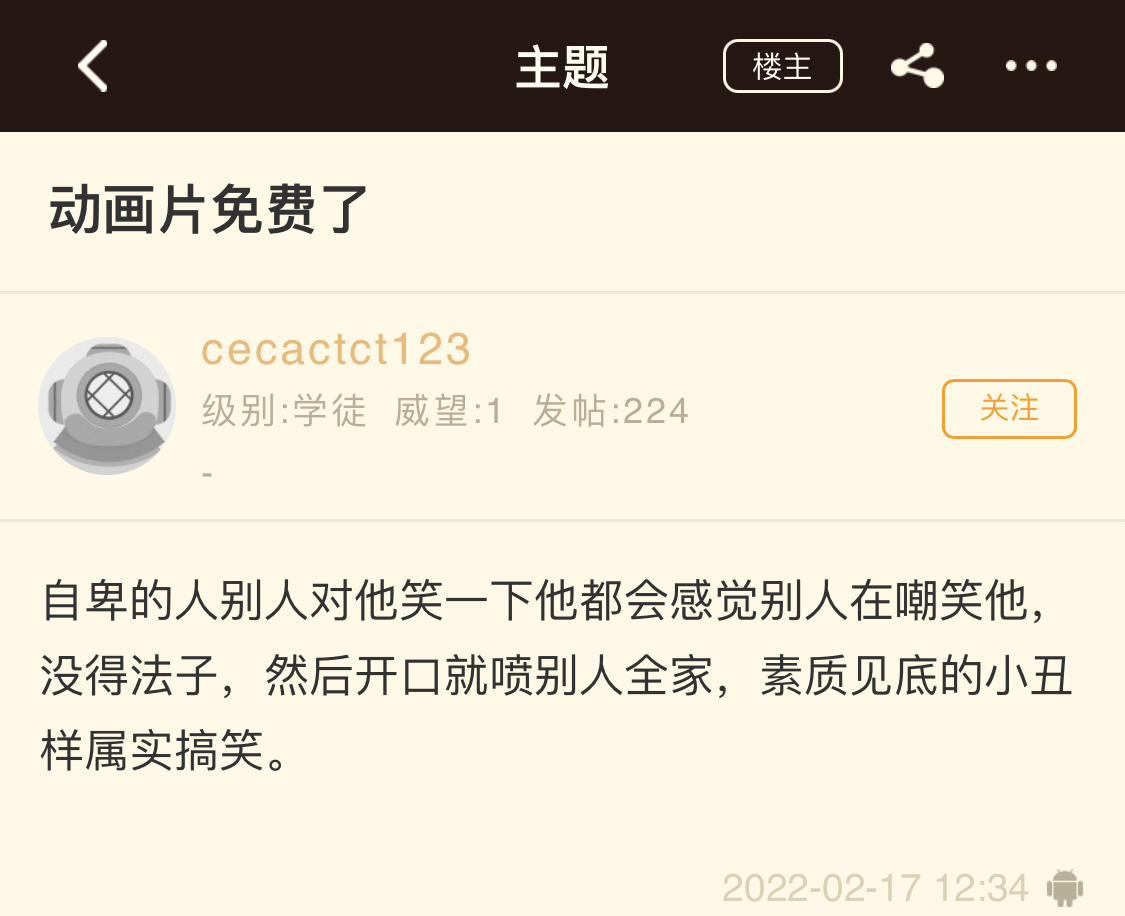 主题 楼主
动画片免费了
cecactct123
级别:学徒 威望:1 发帖:224
关注
-
自卑的人别人对他笑一下他都会感觉别人在嘲笑他，
没得法子，然后开口就喷别人全家，素质见底的小丑
样属实搞笑。
2022-02-17 12:34